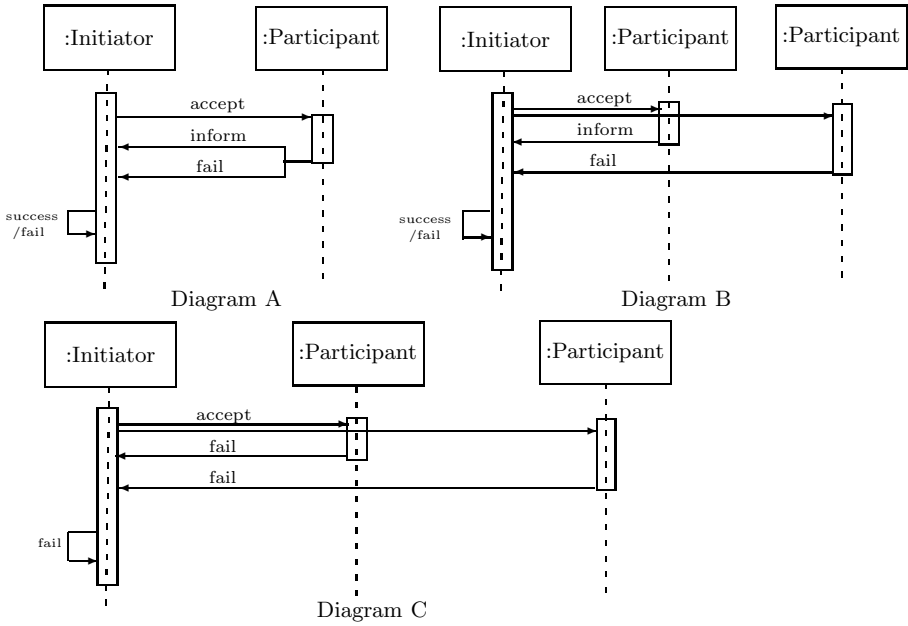 :Initiator
:Participant
accept
inform
fail
success
/fail
Diagram A
:Initiator
:Participant
:Participant
accept
inform
fail
success
/fail
Diagram B
:Initiator
:Participant
:Participant
accept
fail
fail
fail
Diagram C